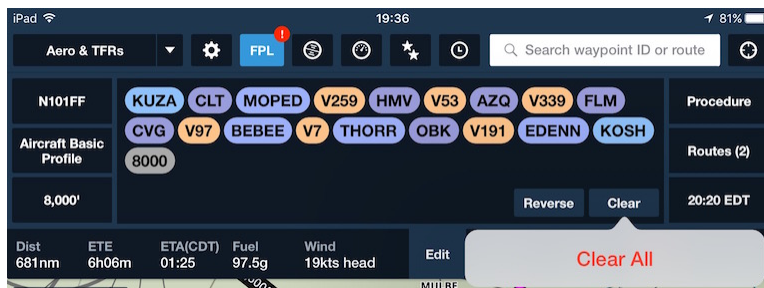 iPad 19:36 81%
Aero & TFRs FPL ! Search waypoint ID or route
N101FF KUZA CLT MOPED V259 HMV V53 AZQ V339 FLM Procedure
Aircraft Basic Profile CVG V97 BEBEE V7 THORR OBK V191 EDENN KOSH Routes (2)
8000
8,000' Reverse Clear 20:20 EDT
Dist ETE ETA(CDT) Fuel Wind
681nm 6h06m 01:25 97.5g 19kts head Edit
Clear All